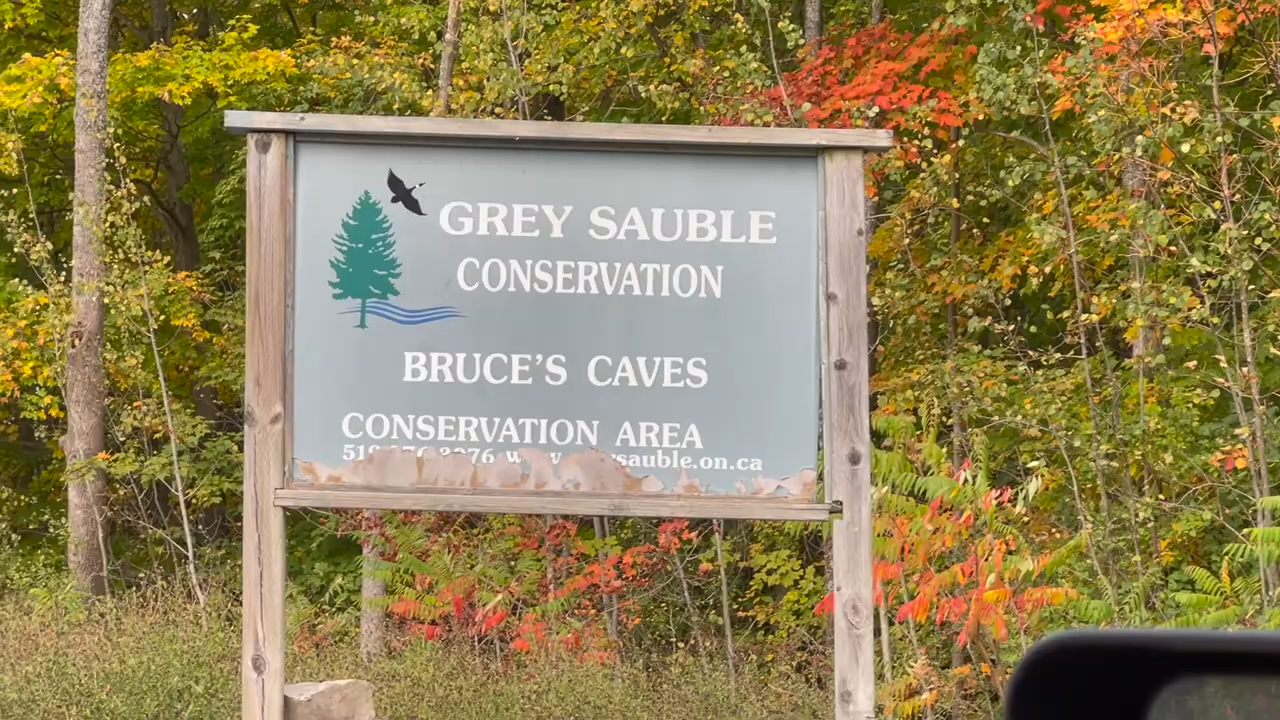 GREY SAUBLE
CONSERVATION
BRUCE'S CAVES
CONSERVATION AREA